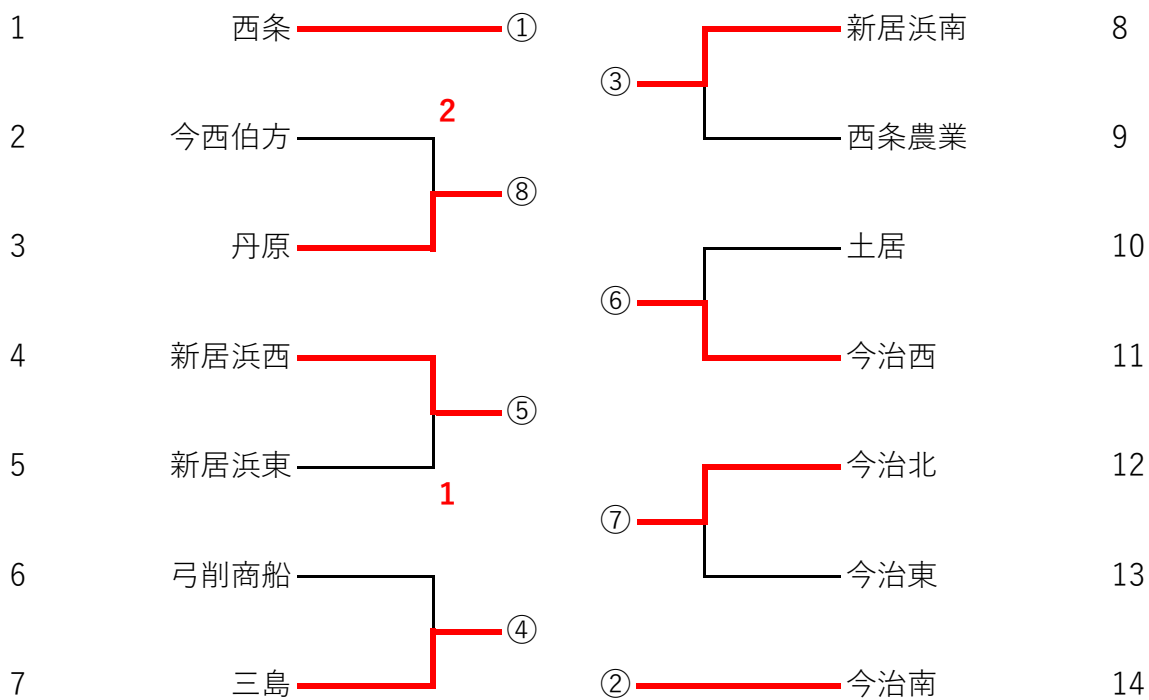 1 西条 ①
2 今西伯方 2
3 丹原 ⑧
4 新居浜西
5 新居浜東 ⑤
1
6 弓削商船
7 三島 ④
新居浜南 8
③ 西条農業 9
土居 10
⑥ 今治西 11
今治北 12
⑦ 今治東 13
② 今治南 14